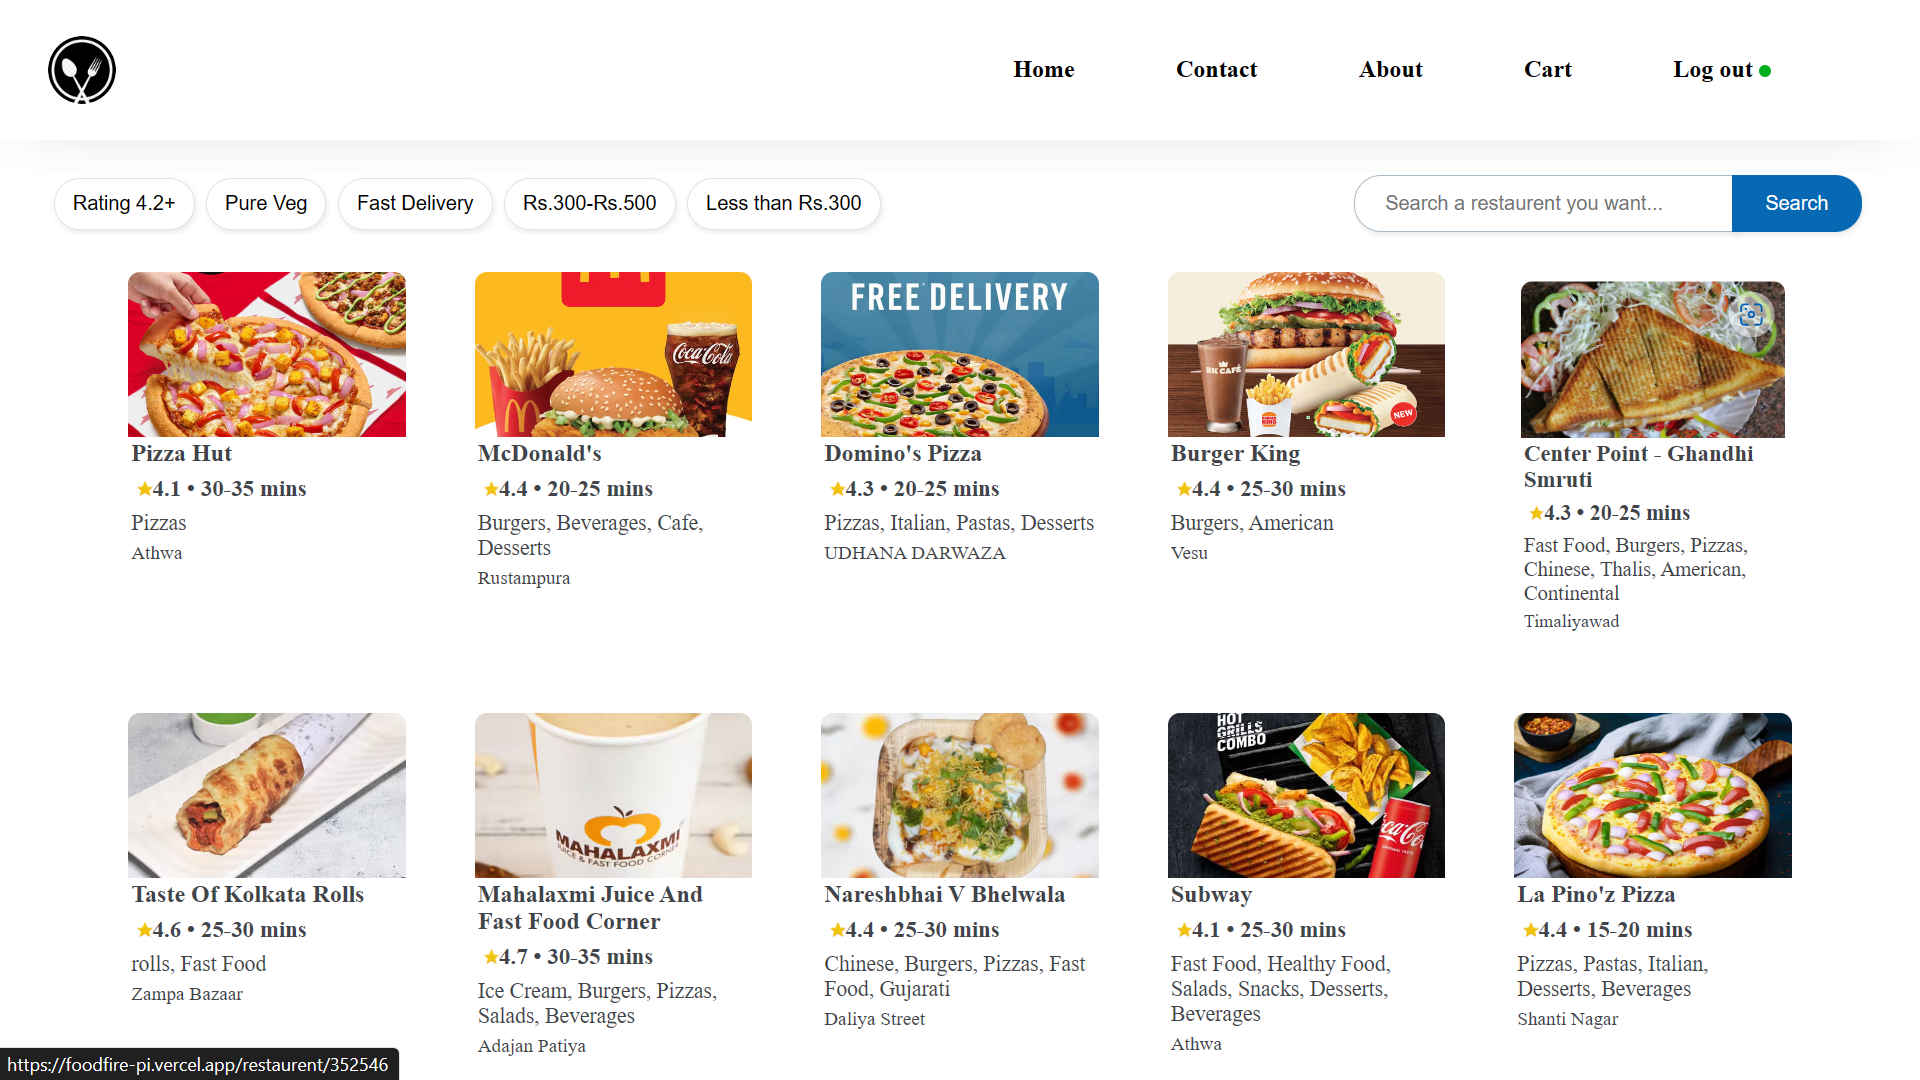 Home Contact About Cart Log out
Rating 4.2+ Pure Veg Fast Delivery Rs.300-Rs.500 Less than Rs.300 Search a restaurent you want... Search
FREE DELIVERY
Coca-Cola
BK CAFÉ
BURGER KING
NEW
Pizza Hut
4.1 • 30-35 mins
Pizzas
Athwa
McDonald's
4.4 • 20-25 mins
Burgers, Beverages, Cafe,
Desserts
Rustampura
Domino's Pizza
4.3 • 20-25 mins
Pizzas, Italian, Pastas, Desserts
UDHANA DARWAZA
Burger King
4.4 • 25-30 mins
Burgers, American
Vesu
Center Point - Ghandhi
Smruti
4.3 • 20-25 mins
Fast Food, Burgers, Pizzas,
Chinese, Thalis, American,
Continental
Timaliyawad
MAHALAXMI
JUICE & FAST FOOD CORNER
HOT
GRILLS
COMBO
Coca-Cola
Taste Of Kolkata Rolls
4.6 • 25-30 mins
rolls, Fast Food
Zampa Bazaar
Mahalaxmi Juice And
Fast Food Corner
4.7 • 30-35 mins
Ice Cream, Burgers, Pizzas,
Salads, Beverages
Adajan Patiya
Nareshbhai V Bhelwala
4.4 • 25-30 mins
Chinese, Burgers, Pizzas, Fast
Food, Gujarati
Daliya Street
Subway
4.1 • 25-30 mins
Fast Food, Healthy Food,
Salads, Snacks, Desserts,
Beverages
Athwa
La Pino'z Pizza
4.4 • 15-20 mins
Pizzas, Pastas, Italian,
Desserts, Beverages
Shanti Nagar
https://foodfire-pi.vercel.app/restaurent/352546